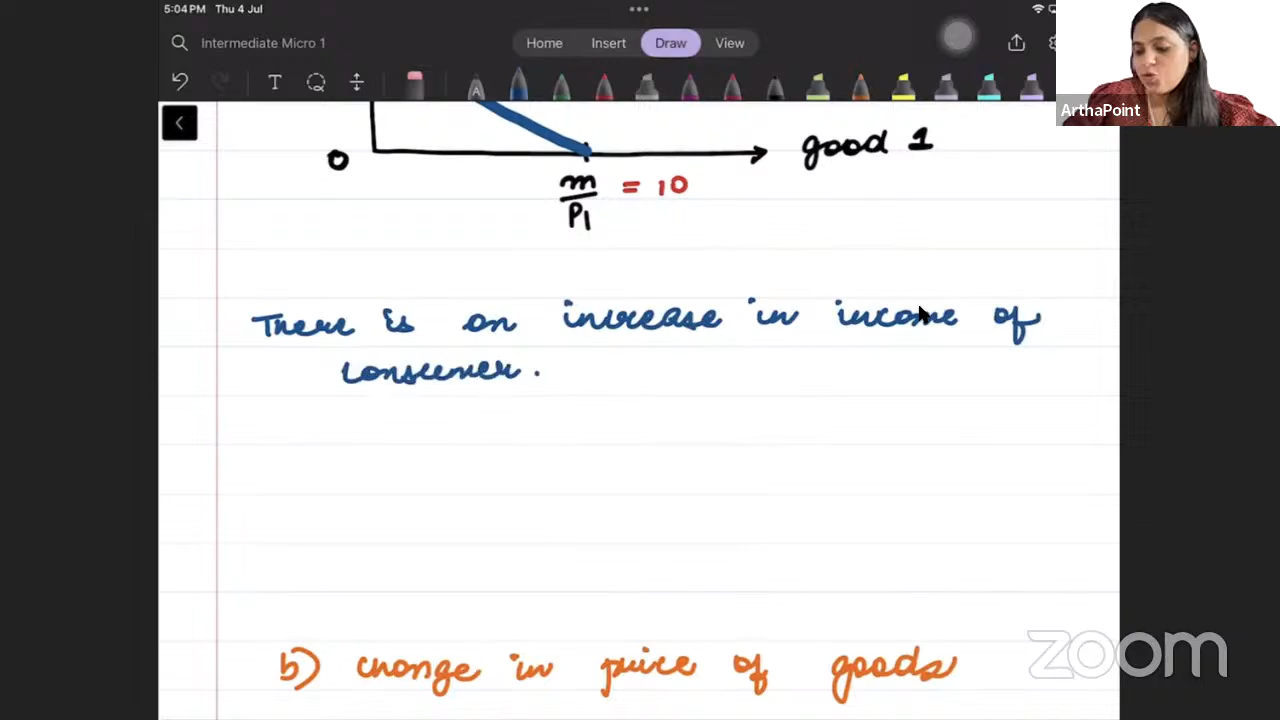 5:04 PM Thu 4 Jul
Intermediate Micro 1
Home Insert Draw View
A
ArthaPoint
0
good 1
m/P1 = 10
There is an increase in income of
consumer.
b) change in price of goods
zoom